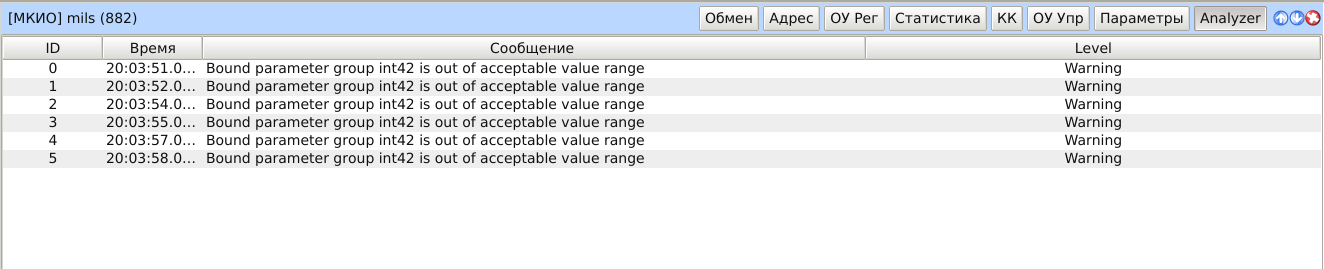 [МКИО] mils (882) Обмен Адрес ОУ Рег Статистика КК ОУ Упр Параметры Analyzer
ID Время Сообщение Level
0 20:03:51.0... Bound parameter group int42 is out of acceptable value range Warning
1 20:03:52.0... Bound parameter group int42 is out of acceptable value range Warning
2 20:03:54.0... Bound parameter group int42 is out of acceptable value range Warning
3 20:03:55.0... Bound parameter group int42 is out of acceptable value range Warning
4 20:03:57.0... Bound parameter group int42 is out of acceptable value range Warning
5 20:03:58.0... Bound parameter group int42 is out of acceptable value range Warning